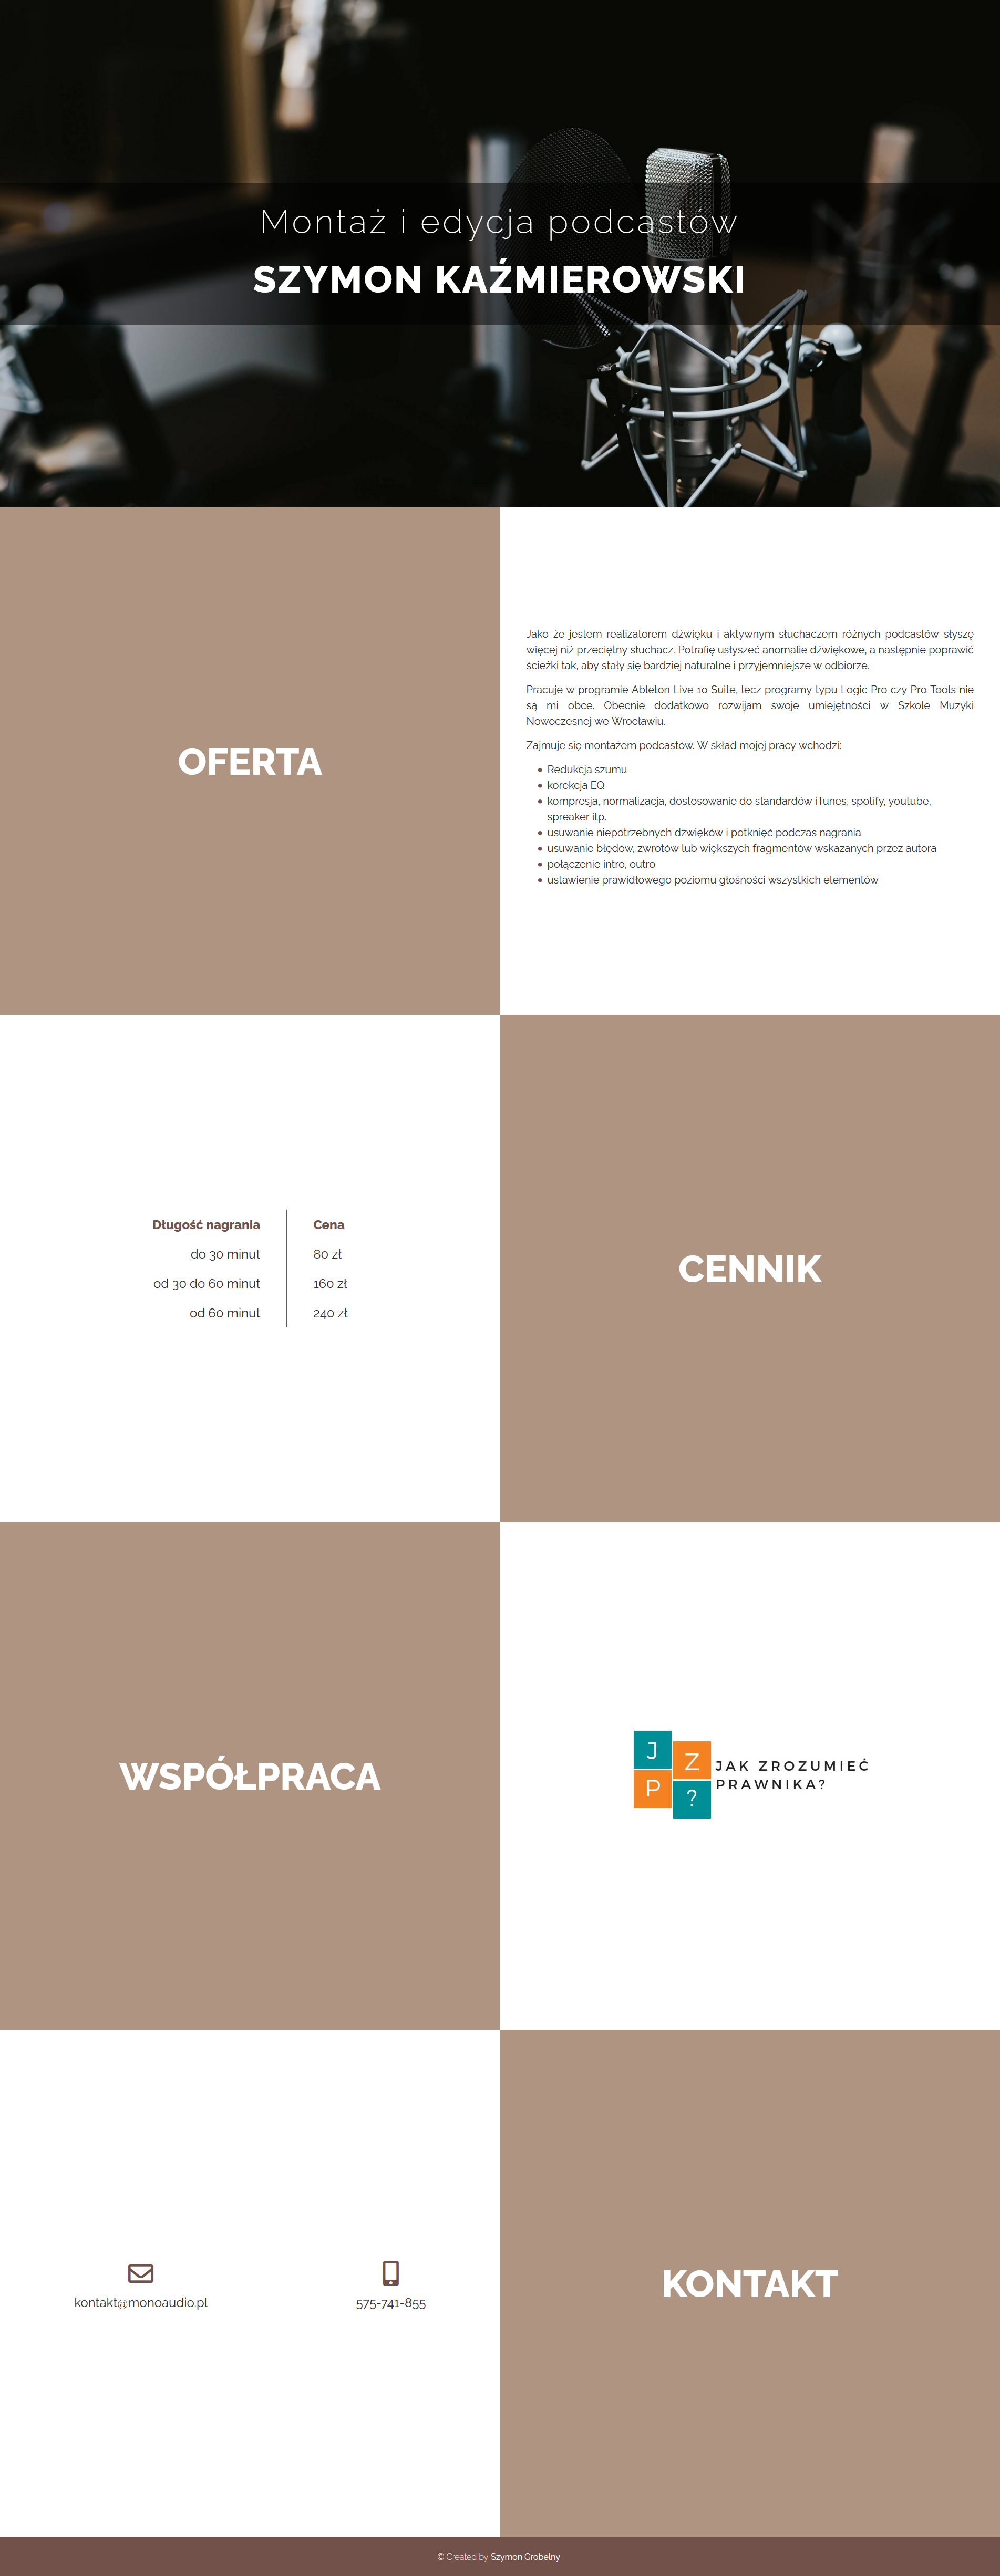 Montaż i edycja podcastów
SZYMON KAŹMIEROWSKI
OFERTA
Jako że jestem realizatorem dźwięku i aktywnym słuchaczem różnych podcastów słyszę
więcej niż przeciętny słuchacz. Potrafię usłyszeć anomalie dźwiękowe, a następnie poprawić
ścieżki tak, aby stały się bardziej naturalne i przyjemniejsze w odbiorze.
Pracuje w programie Ableton Live 10 Suite, lecz programy typu Logic Pro czy Pro Tools nie
są mi obce. Obecnie dodatkowo rozwijam swoje umiejętności w Szkole Muzyki
Nowoczesnej we Wrocławiu.
Zajmuje się montażem podcastów. W skład mojej pracy wchodzi:
Redukcja szumu
korekcja EQ
kompresja, normalizacja, dostosowanie do standardów iTunes, spotify, youtube,
spreaker itp.
usuwanie niepotrzebnych dźwięków i potknięć podczas nagrania
usuwanie błędów, zwrotów lub większych fragmentów wskazanych przez autora
połączenie intro, outro
ustawienie prawidłowego poziomu głośności wszystkich elementów
Długość nagrania Cena
do 30 minut 80 zł
od 30 do 60 minut 160 zł
od 60 minut 240 zł
CENNIK
WSPÓŁPRACA
J Z
P ?
JAK ZROZUMIEĆ
PRAWNIKA?
kontakt@monoaudio.pl 575-741-855
KONTAKT
© Created by Szymon Grobelny